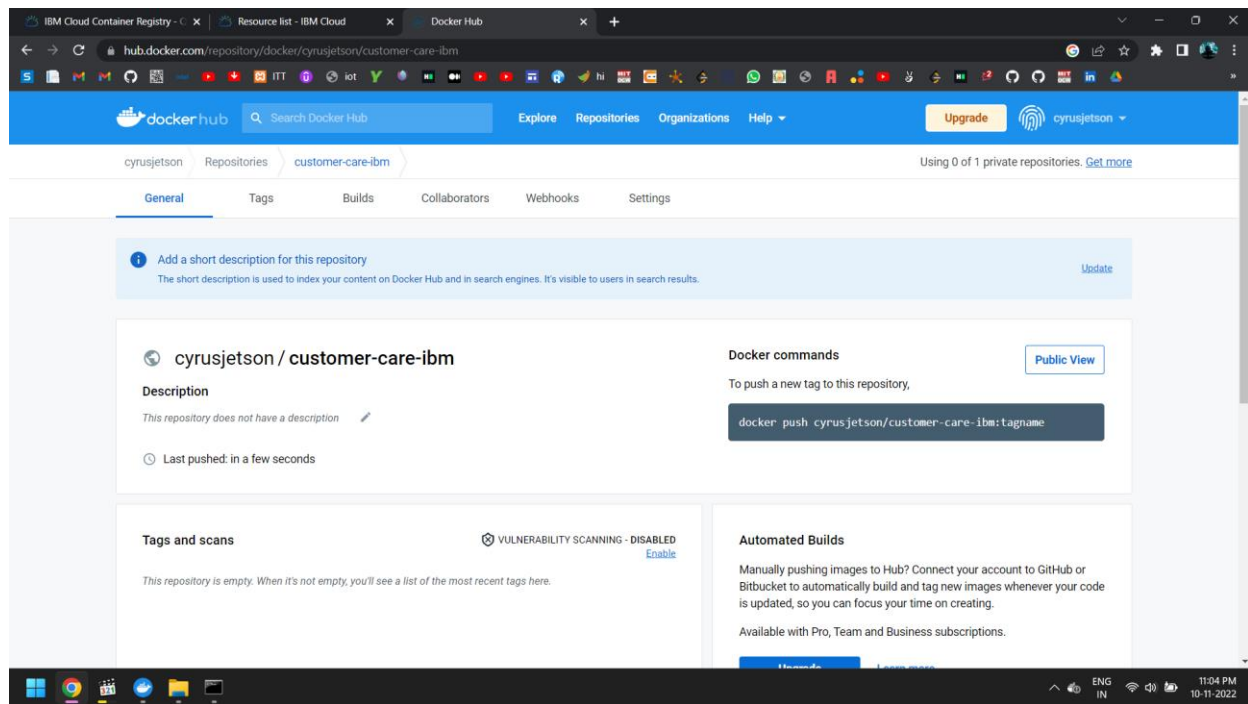 IBM Cloud Container Registry - C
Resource list - IBM Cloud
Docker Hub
hub.docker.com/repository/docker/cyrusjetson/customer-care-ibm
ITT
iot
hi
in
dockerhub
Search Docker Hub
Explore
Repositories
Organizations
Help
Upgrade
cyrusjetson
cyrusjetson
Repositories
customer-care-ibm
Using 0 of 1 private repositories. Get more
General
Tags
Builds
Collaborators
Webhooks
Settings
Add a short description for this repository
The short description is used to index your content on Docker Hub and in search engines. It's visible to users in search results.
Update
cyrusjetson / customer-care-ibm
Description
This repository does not have a description
Last pushed: in a few seconds
Docker commands
Public View
To push a new tag to this repository,
docker push cyrusjetson/customer-care-ibm:tagname
Tags and scans
VULNERABILITY SCANNING - DISABLED
Enable
This repository is empty. When it's not empty, you'll see a list of the most recent tags here.
Automated Builds
Manually pushing images to Hub? Connect your account to GitHub or
Bitbucket to automatically build and tag new images whenever your code
is updated, so you can focus your time on creating.
Available with Pro, Team and Business subscriptions.
Upgrade
Learn more
ENG
IN
11:04 PM
10-11-2022